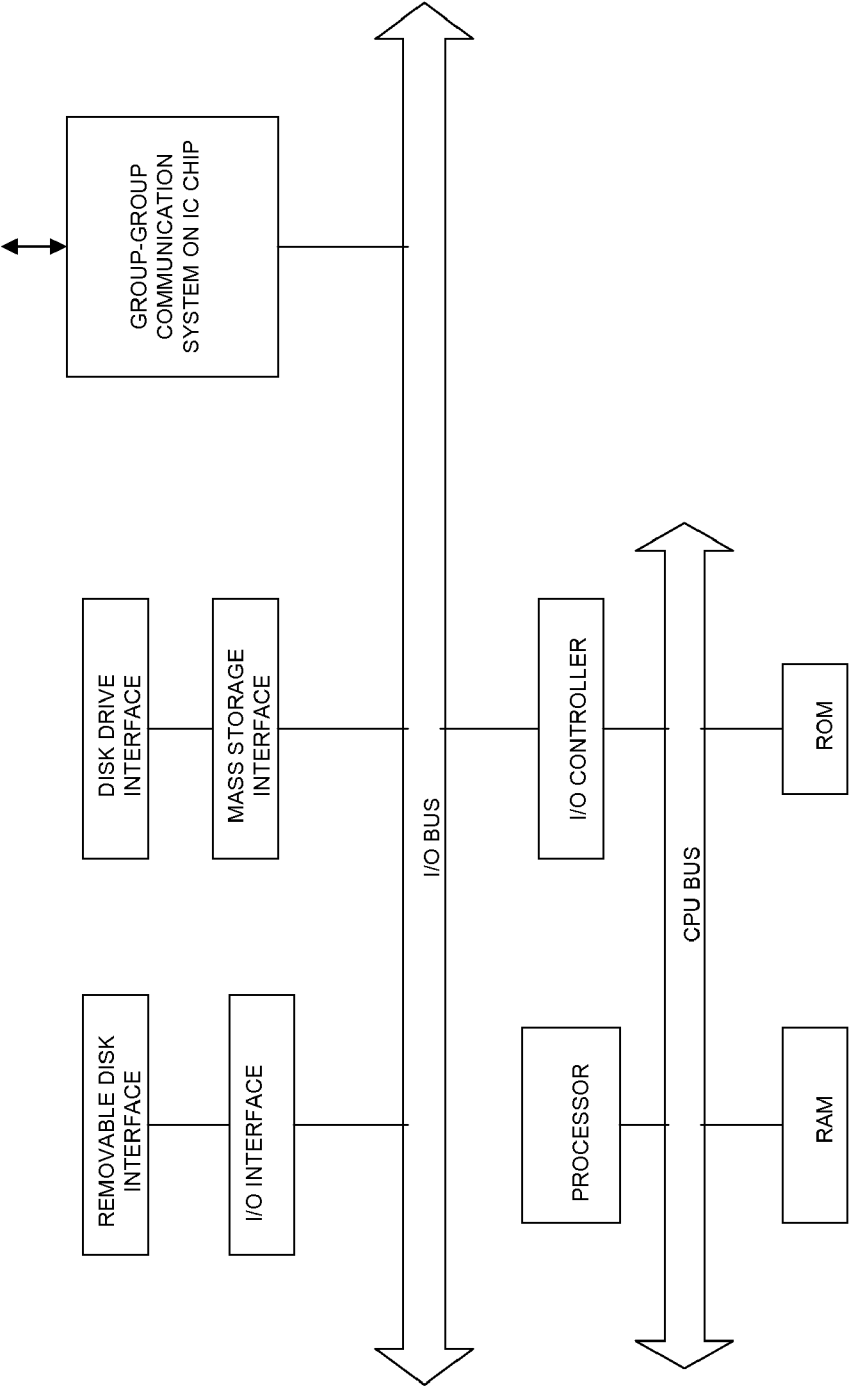 REMOVABLE DISK
INTERFACE
DISK DRIVE
INTERFACE
GROUP-GROUP
COMMUNICATION
SYSTEM ON IC CHIP
I/O INTERFACE
MASS STORAGE
INTERFACE
I/O BUS
PROCESSOR
I/O CONTROLLER
CPU BUS
RAM
ROM